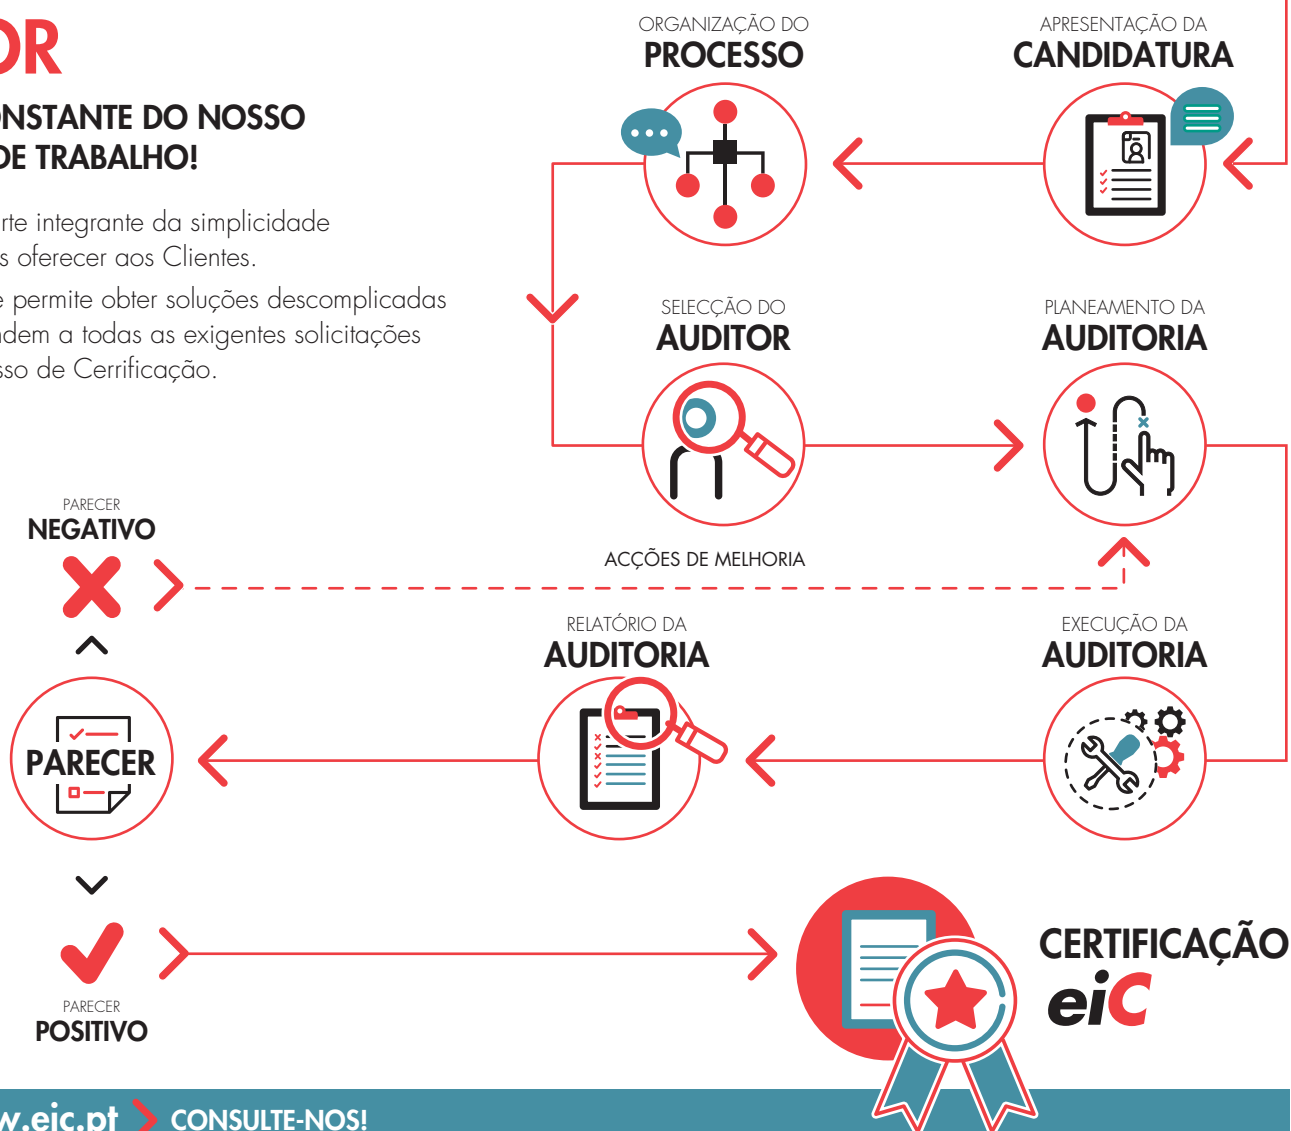 OR
ONSTANTE DO NOSSO
DE TRABALHO!
rte integrante da simplicidade
s oferecer aos Clientes.
e permite obter soluções descomplicadas
ndem a todas as exigentes solicitações
sso de Cerrificação.
ORGANIZAÇÃO DO
PROCESSO
APRESENTAÇÃO DA
CANDIDATURA
SELECÇÃO DO
AUDITOR
PLANEAMENTO DA
AUDITORIA
PARECER
NEGATIVO
ACÇÕES DE MELHORIA
RELATÓRIO DA
AUDITORIA
EXECUÇÃO DA
AUDITORIA
PARECER
PARECER
POSITIVO
CERTIFICAÇÃO
eiC
w.eic.pt
CONSULTE-NOS!